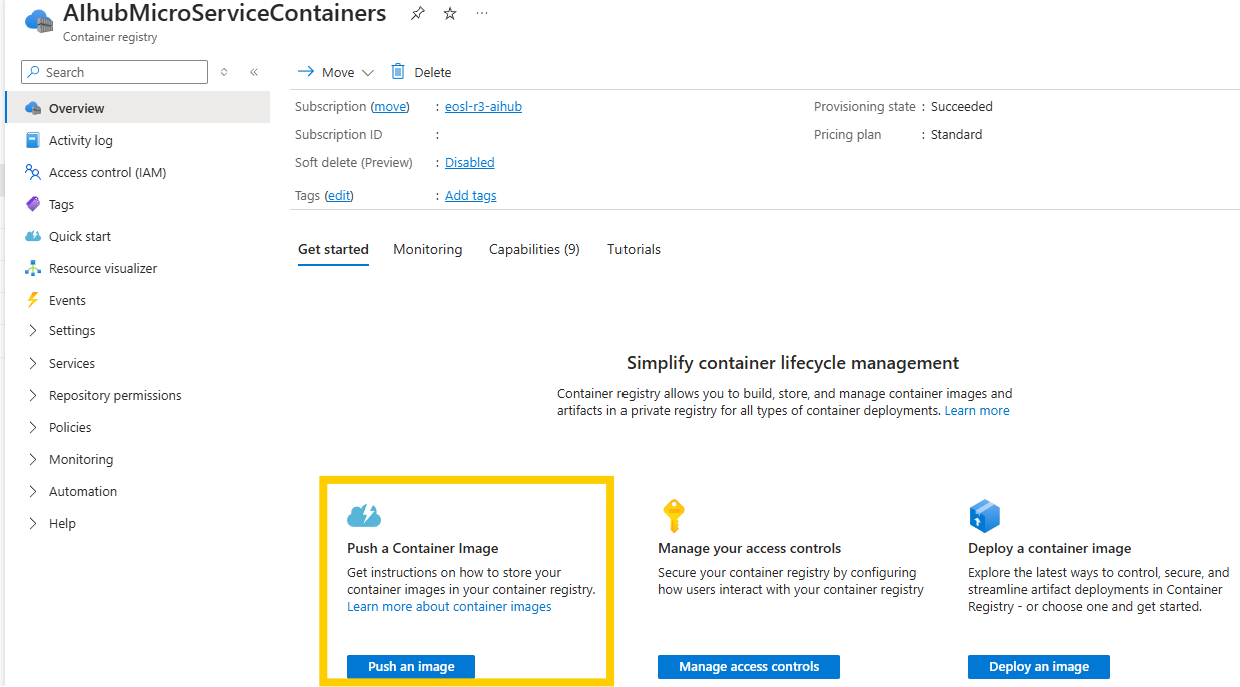 AIhubMicroServiceContainers
Container registry
Search
Overview
Activity log
Access control (IAM)
Tags
Quick start
Resource visualizer
Events
Settings
Services
Repository permissions
Policies
Monitoring
Automation
Help
Move
Delete
Subscription (move) : eosl-r3-aihub
Subscription ID :
Soft delete (Preview) : Disabled
Tags (edit) : Add tags
Provisioning state : Succeeded
Pricing plan : Standard
Get started Monitoring Capabilities (9) Tutorials
Simplify container lifecycle management
Container registry allows you to build, store, and manage container images and
artifacts in a private registry for all types of container deployments. Learn more
Push a Container Image
Get instructions on how to store your
container images in your container registry.
Learn more about container images
Push an image
Manage your access controls
Secure your container registry by configuring
how users interact with your container registry
Manage access controls
Deploy a container image
Explore the latest ways to control, secure, and
streamline artifact deployments in Container
Registry - or choose one and get started.
Deploy an image